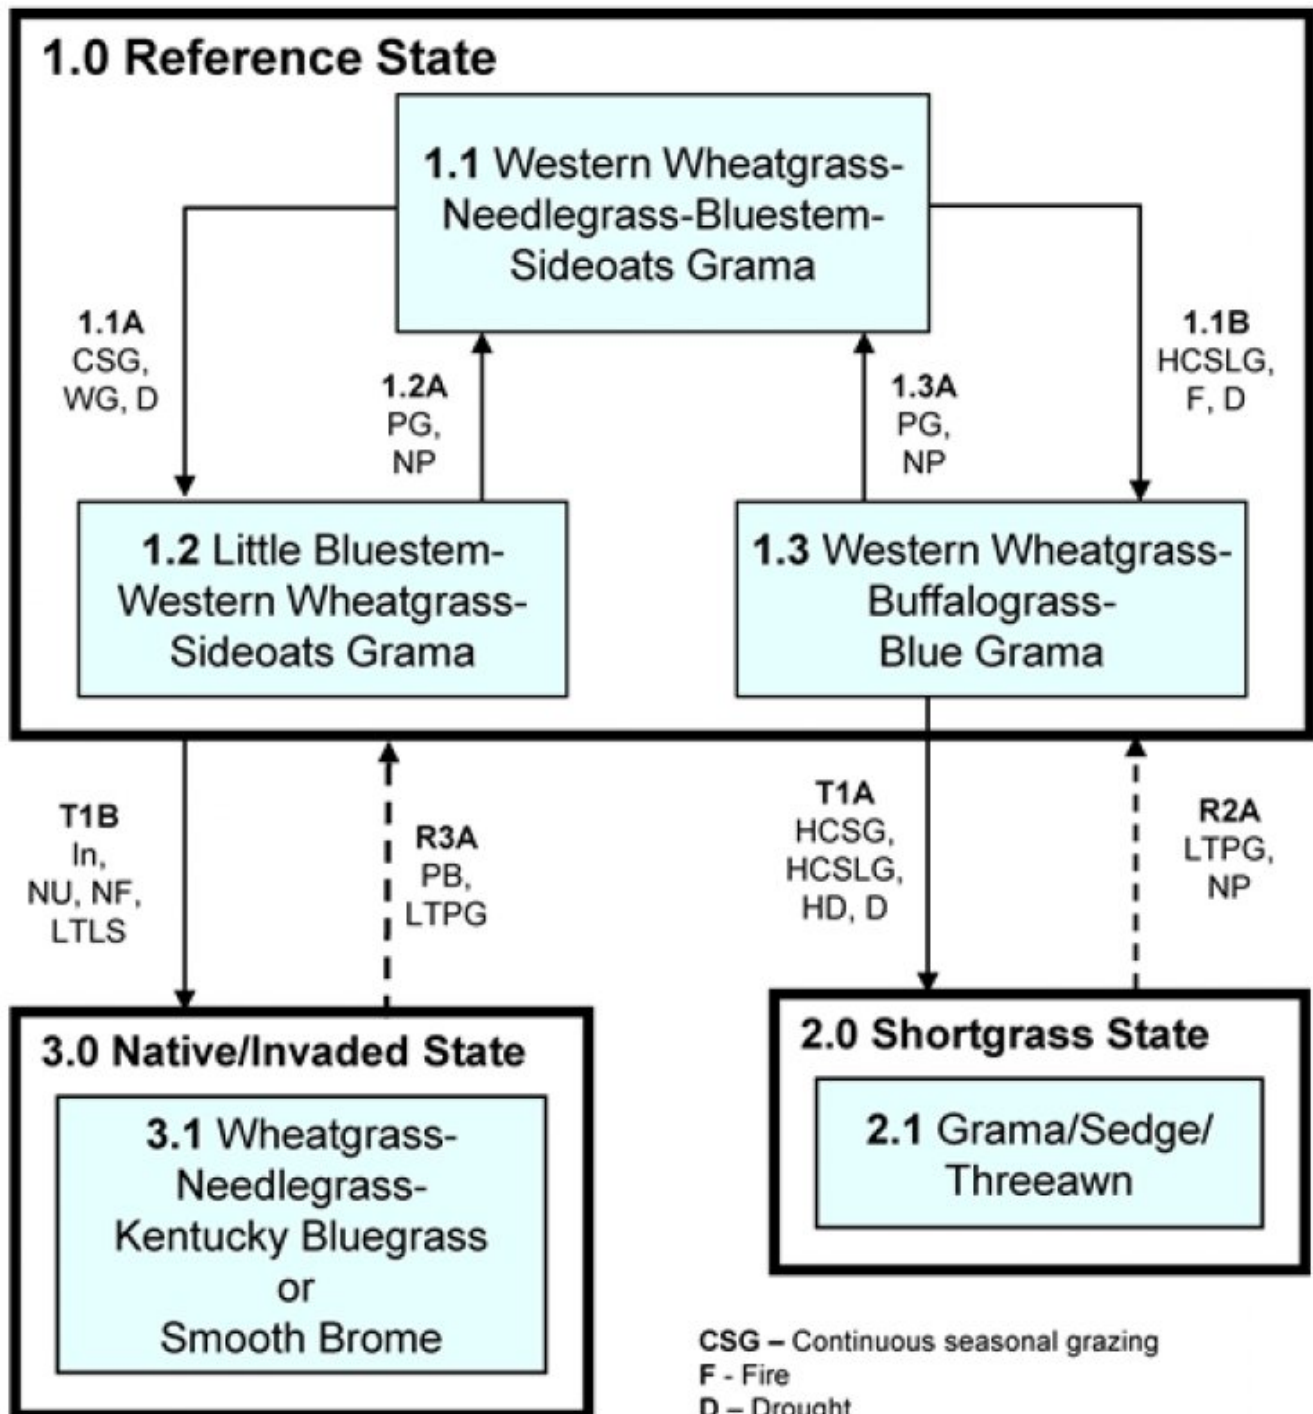 1.0 Reference State
1.1 Western Wheatgrass-
Needlegrass-Bluestem-
Sideoats Grama
1.1A
CSG,
WG, D
1.2A
PG,
NP
1.3A
PG,
NP
1.1B
HCSLG,
F, D
1.2 Little Bluestem-
Western Wheatgrass-
Sideoats Grama
1.3 Western Wheatgrass-
Buffalograss-
Blue Grama
T1B
In,
NU, NF,
LTLS
R3A
PB,
LTPG
T1A
HCSG,
HCSLG,
HD, D
R2A
LTPG,
NP
3.0 Native/Invaded State
3.1 Wheatgrass-
Needlegrass-
Kentucky Bluegrass
or
Smooth Brome
2.0 Shortgrass State
2.1 Grama/Sedge/
Threeawn
CSG – Continuous seasonal grazing
F - Fire
D – Drought